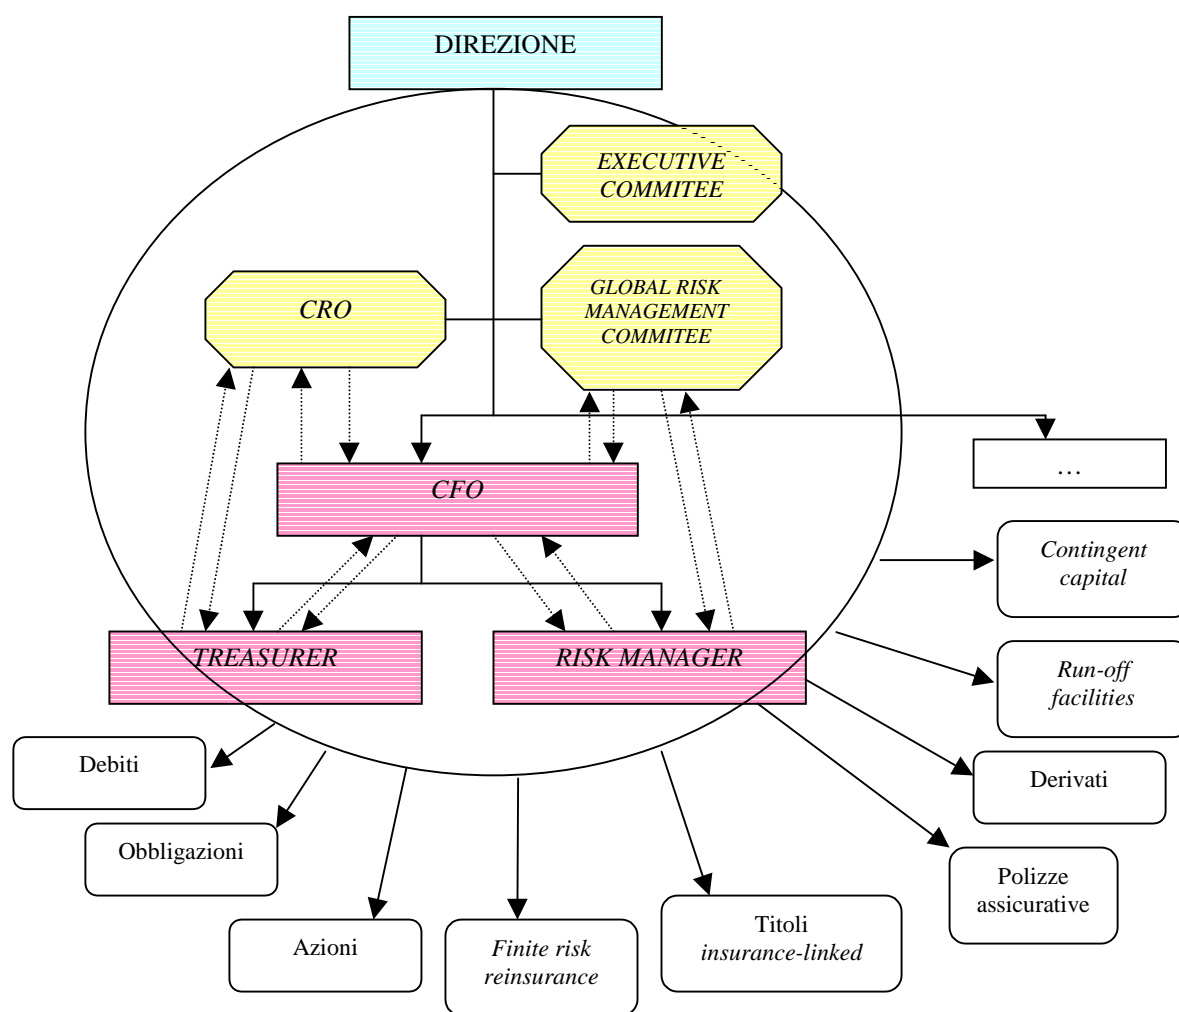 DIREZIONE
EXECUTIVE
COMMITEE
CRO
GLOBAL RISK
MANAGEMENT
COMMITEE
CFO
…
Contingent
capital
TREASURER
RISK MANAGER
Run-off
facilities
Debiti
Derivati
Obbligazioni
Polizze
assicurative
Azioni
Finite risk
reinsurance
Titoli
insurance-linked